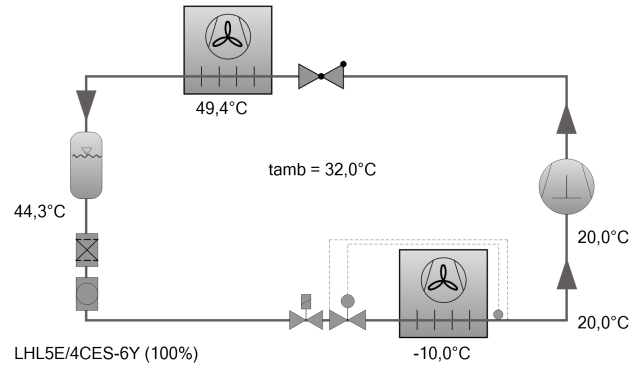 49,4°C
tamb = 32,0°C
44,3°C
20,0°C
20,0°C
LHL5E/4CES-6Y (100%)
-10,0°C